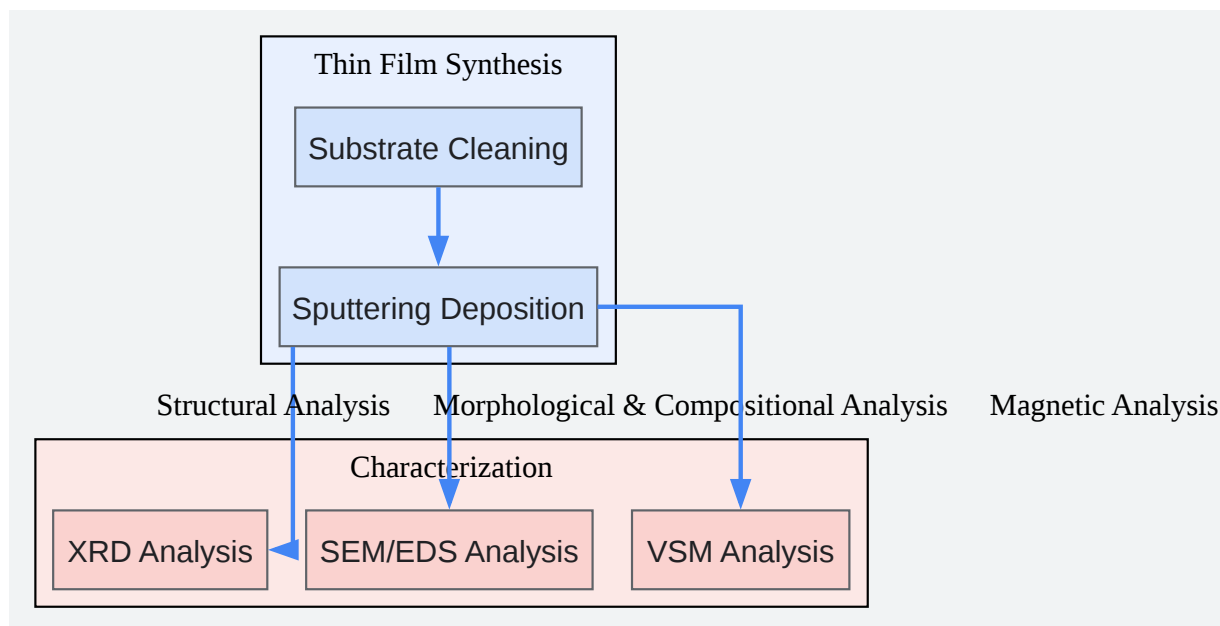 Thin Film Synthesis
Substrate Cleaning
Sputtering Deposition
Structural Analysis
Morphological & Compositional Analysis
Magnetic Analysis
Characterization
XRD Analysis
SEM/EDS Analysis
VSM Analysis